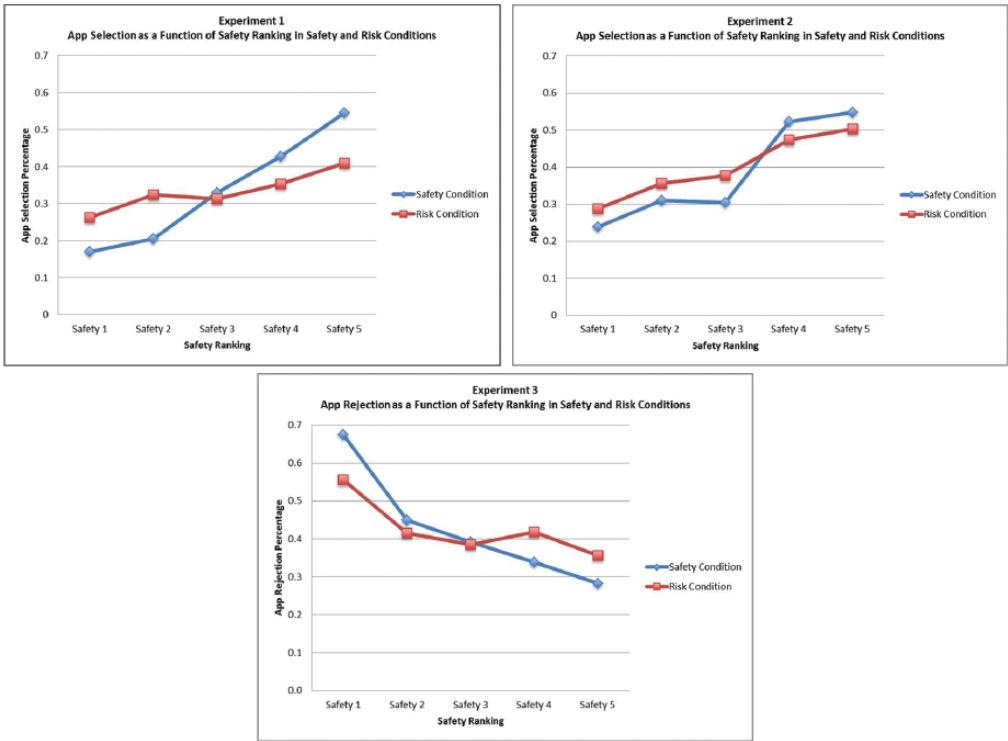 Experiment 1
App Selection as a Function of Safety Ranking in Safety and Risk Conditions
0.7
0.6
0.5
0.4
0.3
0.2
0.1
0
App Selection Percentage
Safety 1 Safety 2 Safety 3 Safety 4 Safety 5
Safety Ranking
Safety Condition
Risk Condition
Experiment 2
App Selection as a Function of Safety Ranking in Safety and Risk Conditions
0.7
0.6
0.5
0.4
0.3
0.2
0.1
0
App Selection Percentage
Safety 1 Safety 2 Safety 3 Safety 4 Safety 5
Safety Ranking
Safety Condition
Risk Condition
Experiment 3
App Rejection as a Function of Safety Ranking in Safety and Risk Conditions
0.7
0.6
0.5
0.4
0.3
0.2
0.1
0.0
App Rejection Percentage
Safety 1 Safety 2 Safety 3 Safety 4 Safety 5
Safety Ranking
Safety Condition
Risk Condition